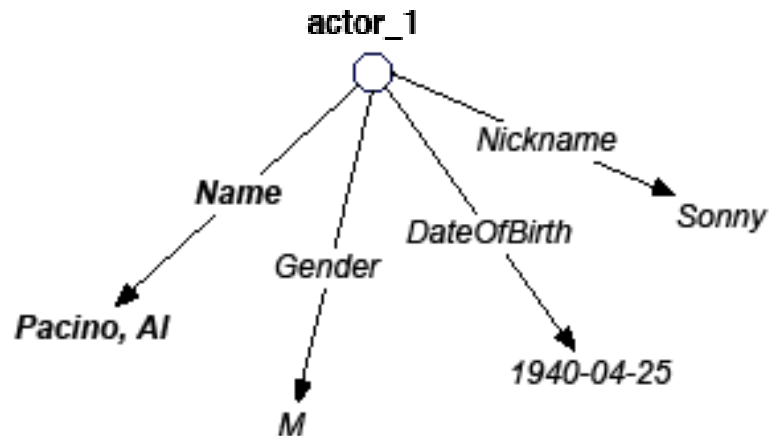 actor_1
Nickname
Name
Sonny
DateOfBirth
Gender
Pacino, Al
1940-04-25
M